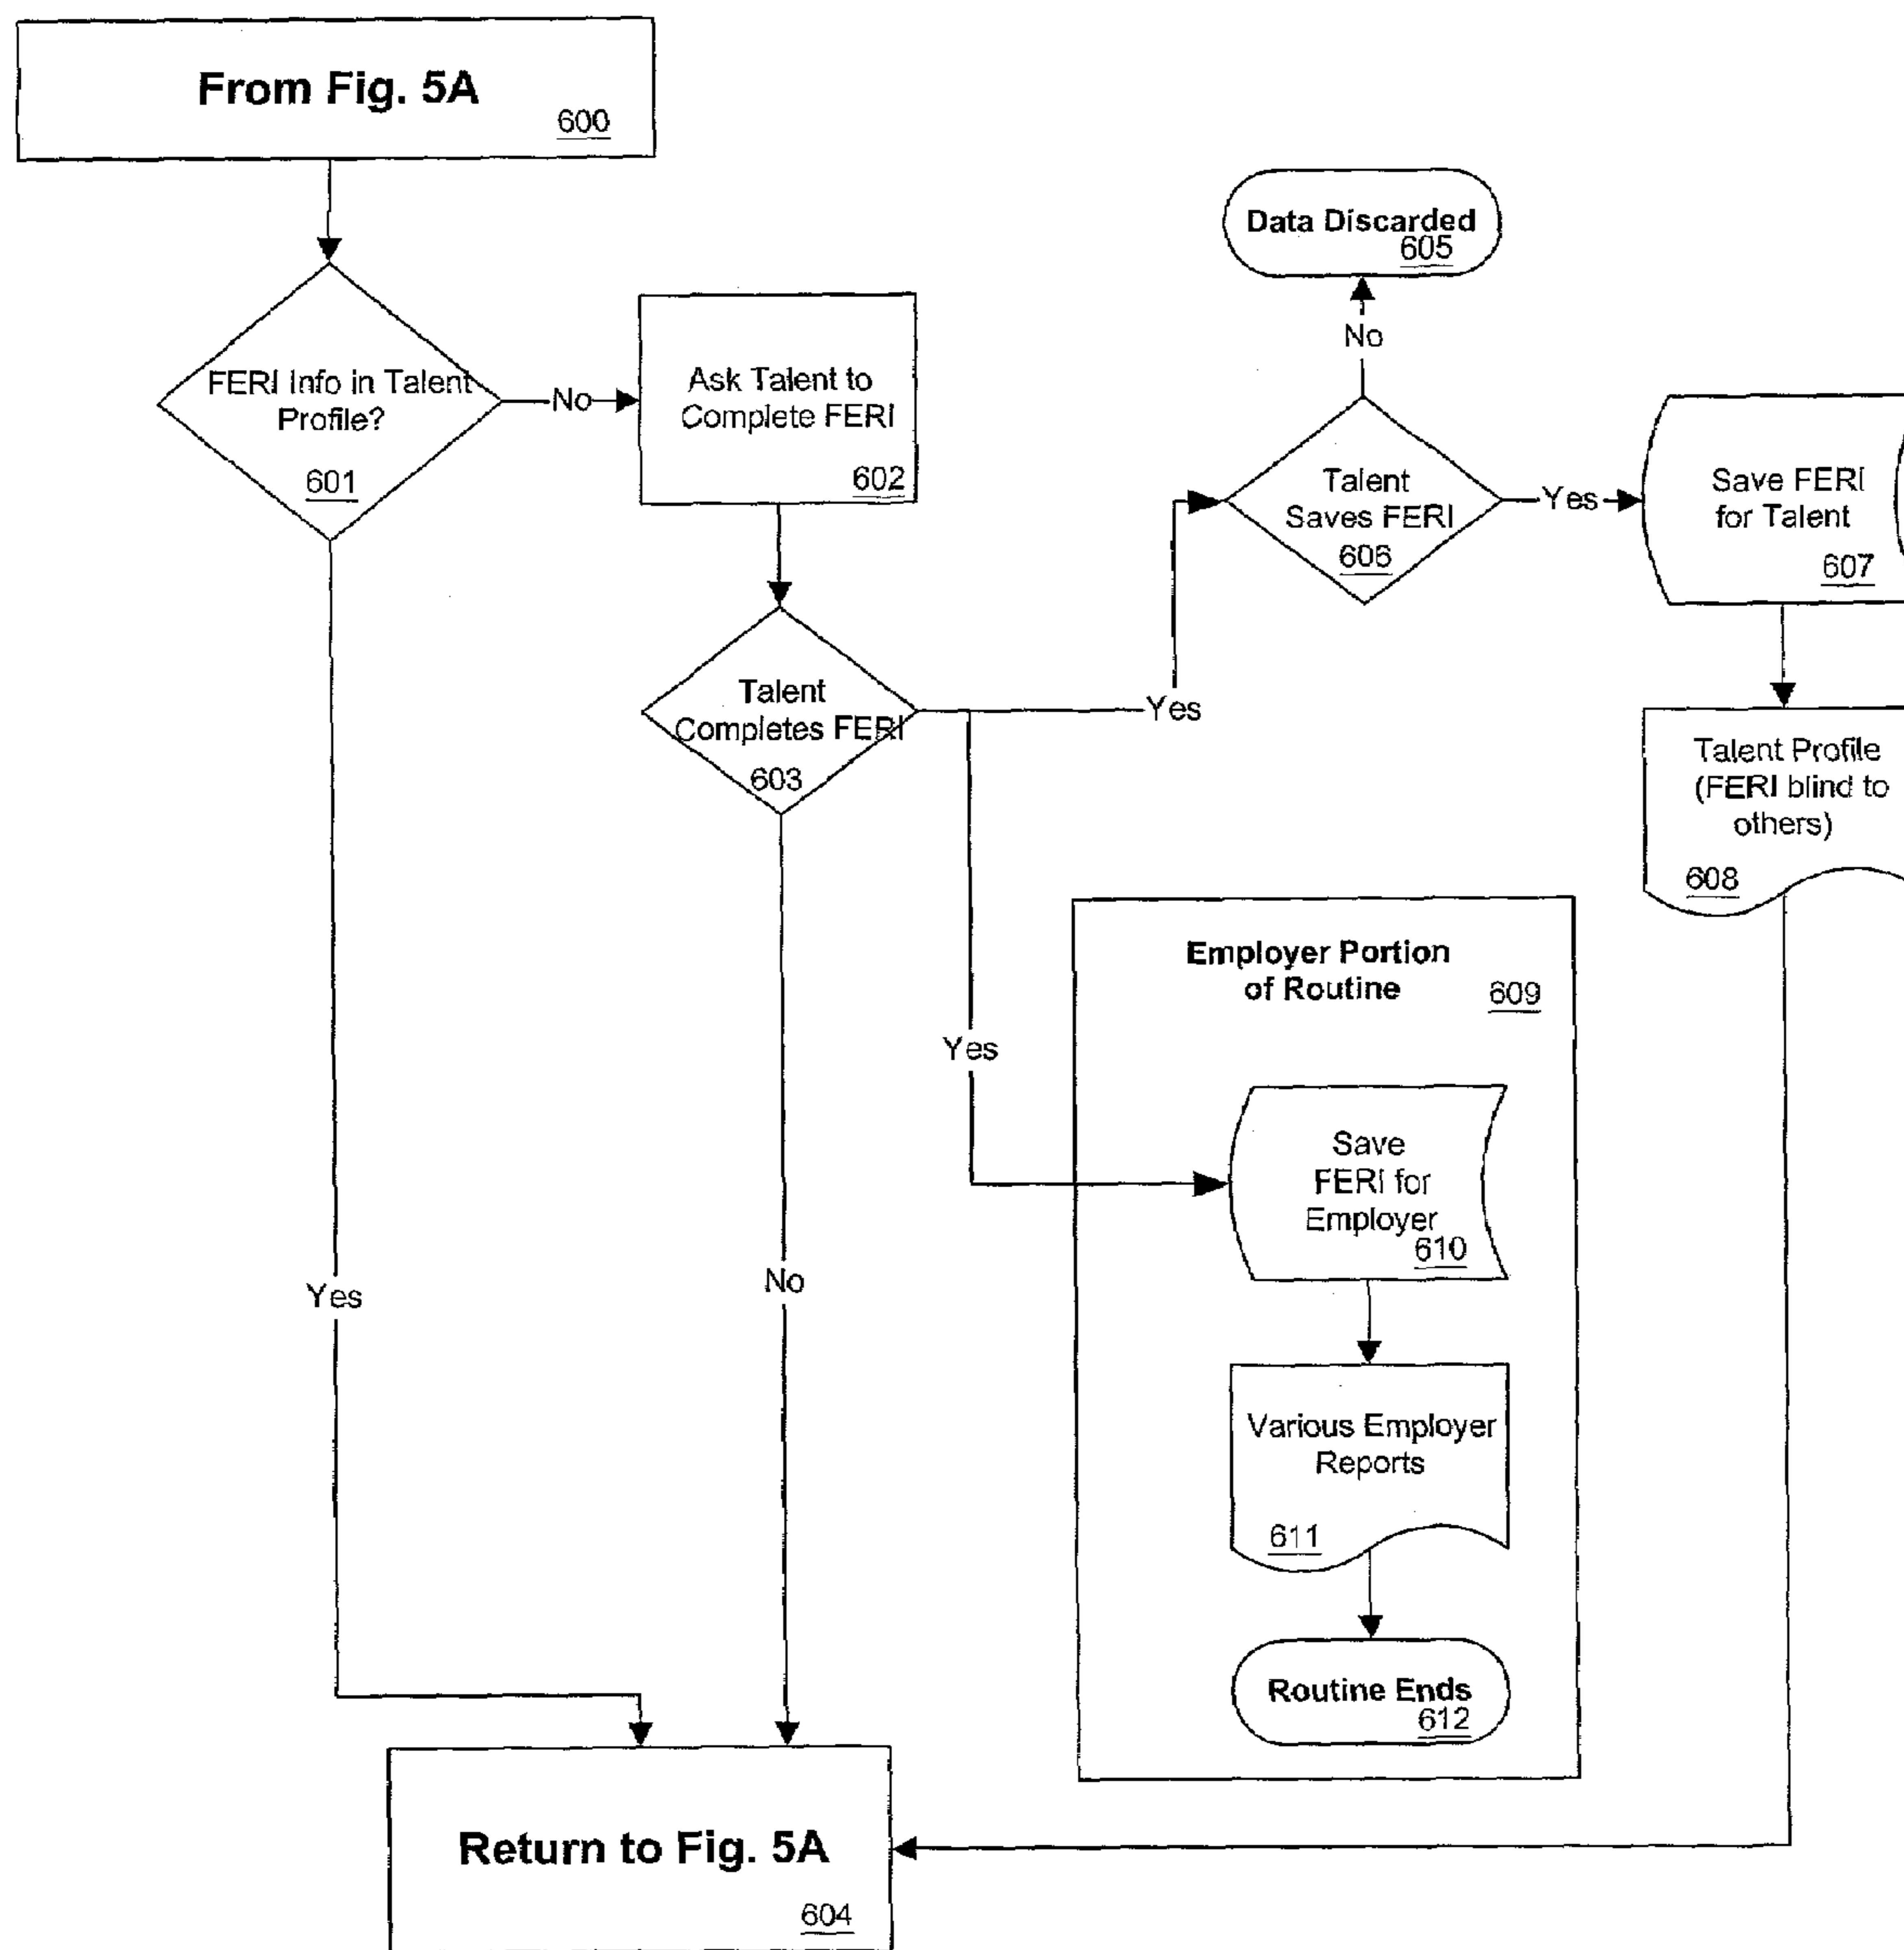 From Fig. 5A
600
FERI Info in Talent
Profile?
601
No
Ask Talent to
Complete FERI
602
Talent
Completes FERI
603
Yes
Data Discarded
605
No
Talent
Saves FERI
606
Yes
Save FERI
for Talent
607
Talent Profile
(FERI blind to
others)
608
Employer Portion
of Routine
609
Yes
Save
FERI for
Employer
610
Various Employer
Reports
611
Routine Ends
612
Yes
No
Return to Fig. 5A
604